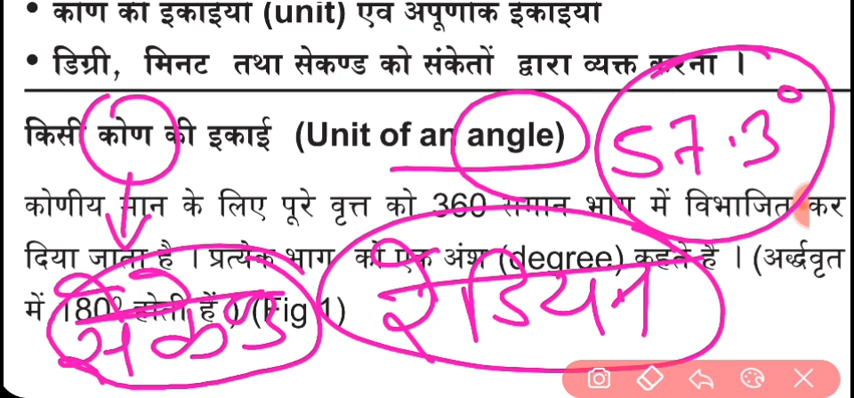 • कोण की इकाइयाँ (unit) एवं अपूर्णांक इकाइयाँ
• डिग्री, मिनट तथा सेकण्ड को संकेतों द्वारा व्यक्त करना ।
किसी कोण की इकाई (Unit of an angle)
57.3°
कोणीय मान के लिए पूरे वृत्त को 360 समान भाग में विभाजित कर
दिया जाता है । प्रत्येक भाग को एक अंश (degree) कहते है । (अर्द्धवृत
में 180° होती हैं ) (Fig 1)
सेकेण्ड रेडियन